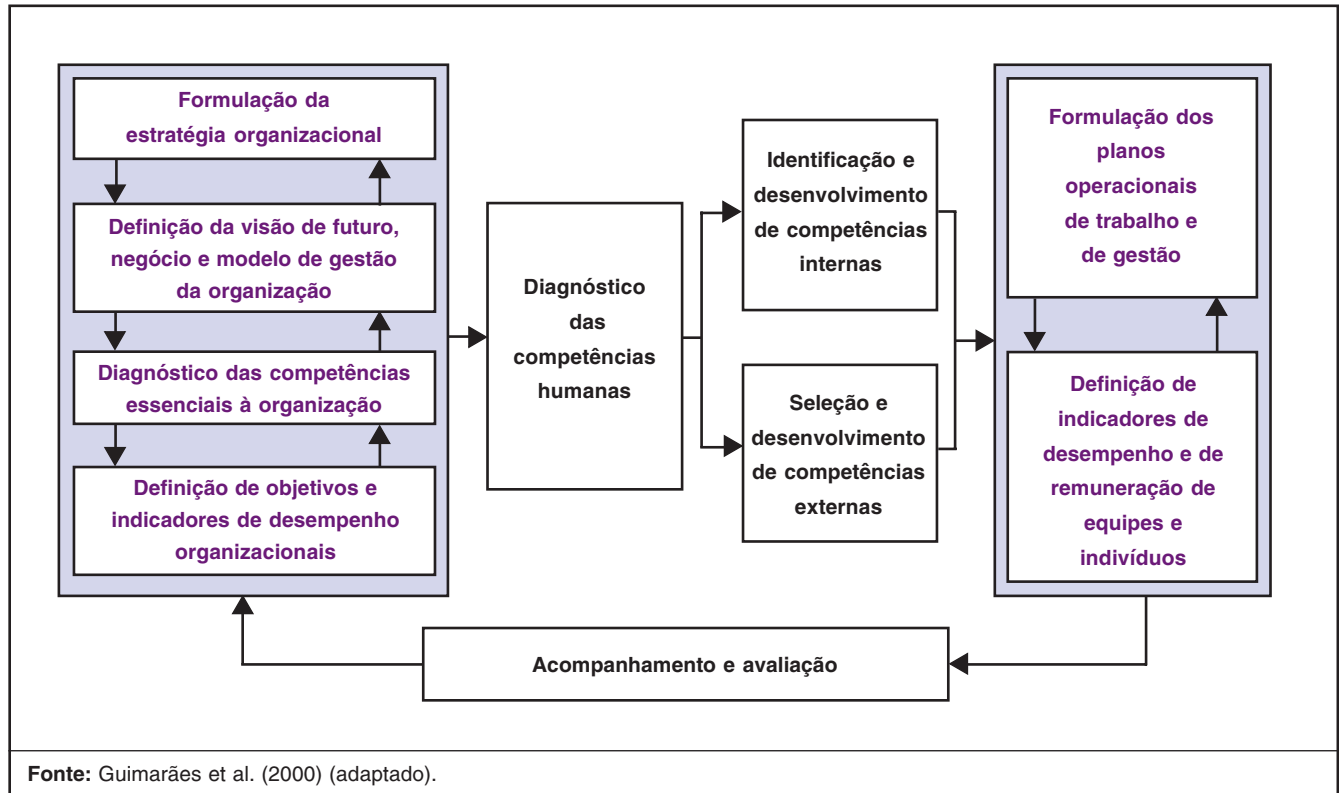 Formulação da
estratégia organizacional
Definição da visão de futuro,
negócio e modelo de gestão
da organização
Diagnóstico das competências
essenciais à organização
Definição de objetivos e
indicadores de desempenho
organizacionais
Diagnóstico
das
competências
humanas
Identificação e
desenvolvimento
de competências
internas
Seleção e
desenvolvimento
de competências
externas
Formulação dos
planos
operacionais
de trabalho e
de gestão
Definição de
indicadores de
desempenho e de
remuneração de
equipes e
indivíduos
Acompanhamento e avaliação
Fonte: Guimarães et al. (2000) (adaptado).